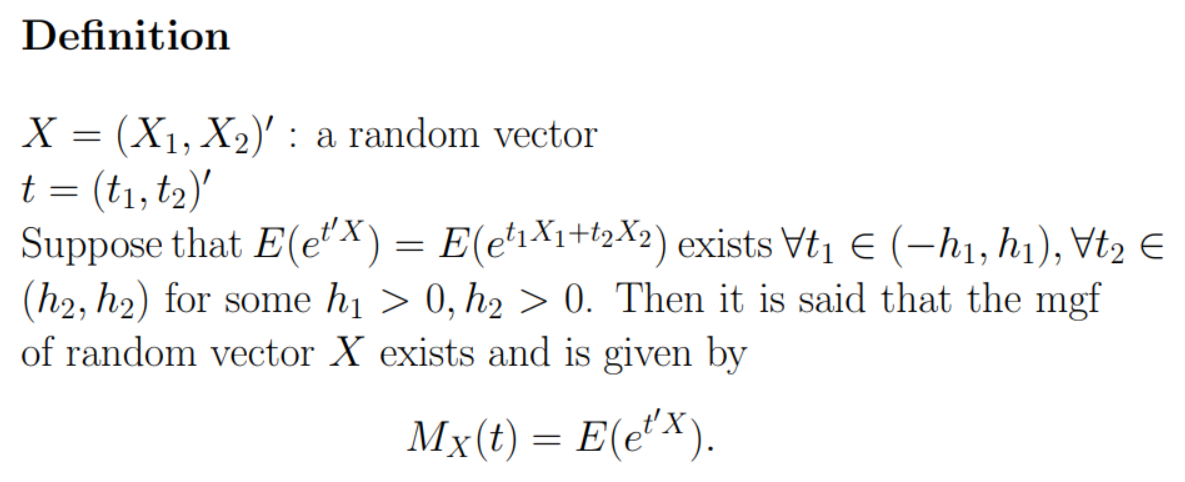 Definition
X = (X₁, X₂)′ : a random vector
t = (t₁, t₂)′
Suppose that E(e^{t′X}) = E(e^{t₁X₁+t₂X₂}) exists ∀t₁ ∈ (−h₁, h₁), ∀t₂ ∈
(h₂, h₂) for some h₁ > 0, h₂ > 0. Then it is said that the mgf
of random vector X exists and is given by
M_X(t) = E(e^{t′X}).